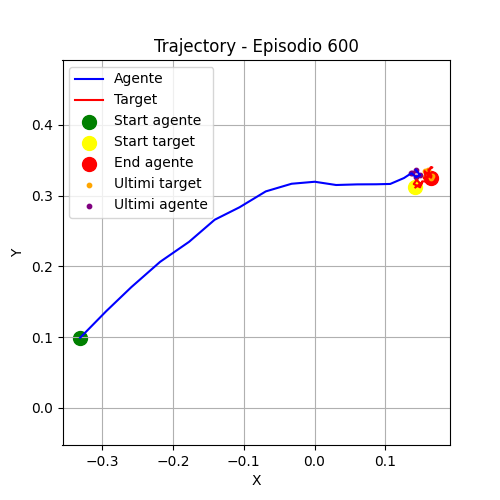 Trajectory - Episodio 600
Agente
Target
Start agente
Start target
End agente
Ultimi target
Ultimi agente
Y
0.4
0.3
0.2
0.1
0.0
−0.3
−0.2
−0.1
0.0
0.1
X